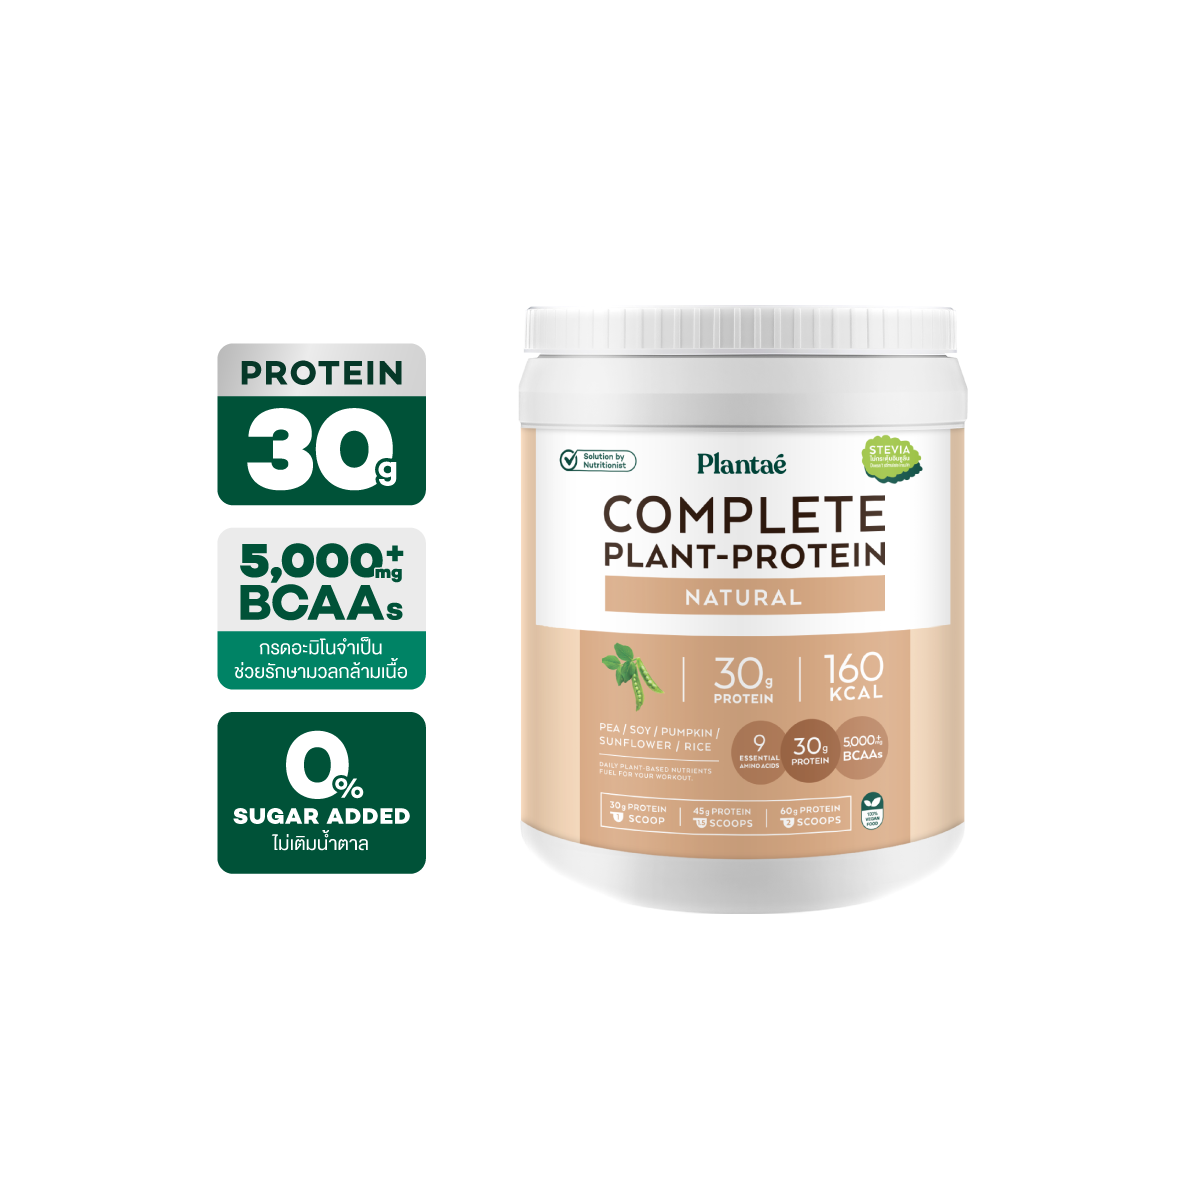 PROTEIN
30g
5,000+mg
BCAAs
กรดอะมิโนจำเป็น
ช่วยรักษามวลกล้ามเนื้อ
0%
SUGAR ADDED
ไม่เติมน้ำตาล
Solution by
Nutritionist
Plantaé
STEVIA
COMPLETE
PLANT-PROTEIN
NATURAL
30g
PROTEIN
160
KCAL
PEA / SOY / PUMPKIN /
SUNFLOWER / RICE
DAILY PLANT-BASED NUTRIENTS
FUEL FOR YOUR WORKOUT.
9
ESSENTIAL
AMINO ACIDS
30g
PROTEIN
5,000+mg
BCAAs
30g PROTEIN
1 SCOOP
45g PROTEIN
1.5 SCOOPS
60g PROTEIN
2 SCOOPS
100%
VEGAN
FOOD